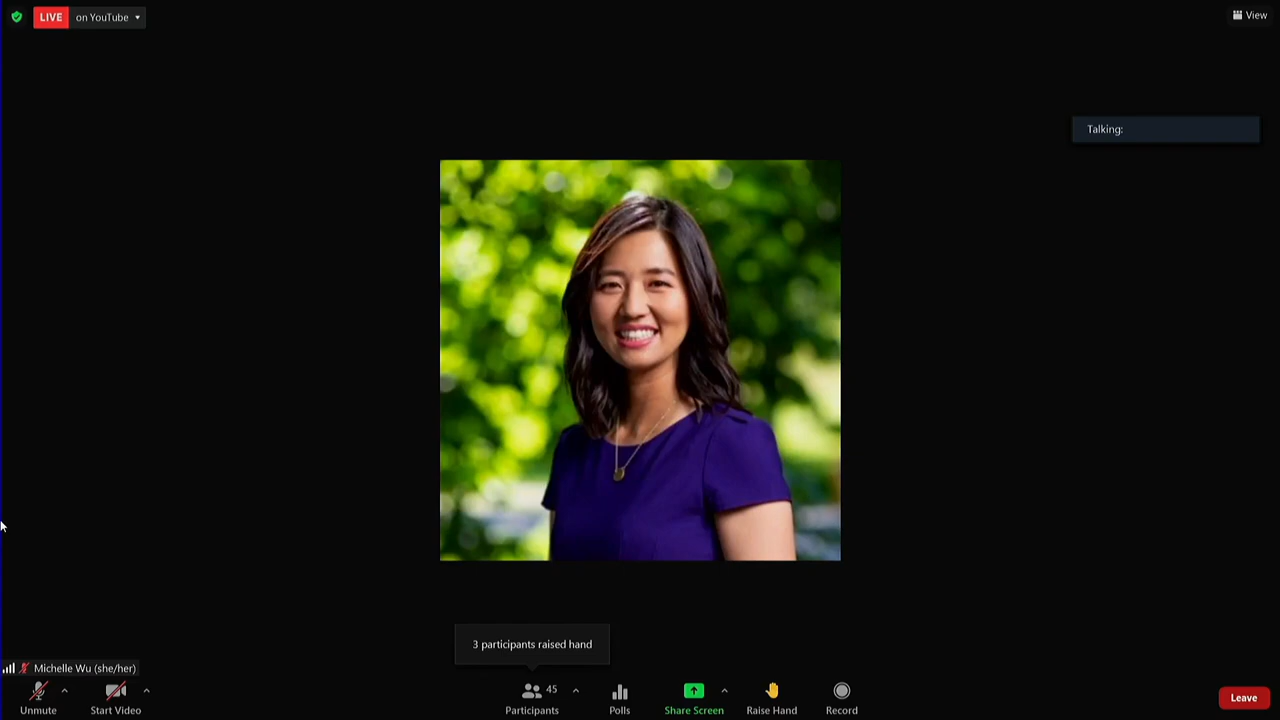 LIVE on YouTube
View
Talking:
3 participants raised hand
Michelle Wu (she/her)
Unmute
Start Video
45
Participants
Polls
Share Screen
Raise Hand
Record
Leave